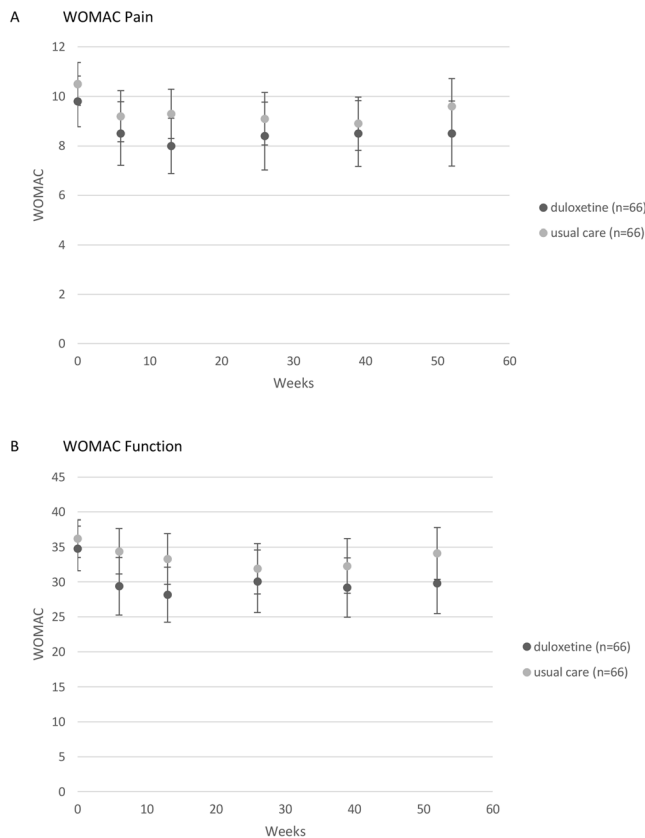 A WOMAC Pain
12
10
8
6
4
2
0
WOMAC
0 10 20 30 40 50 60
Weeks
duloxetine (n=66)
usual care (n=66)
B WOMAC Function
45
40
35
30
25
20
15
10
5
0
WOMAC
0 10 20 30 40 50 60
Weeks
duloxetine (n=66)
usual care (n=66)